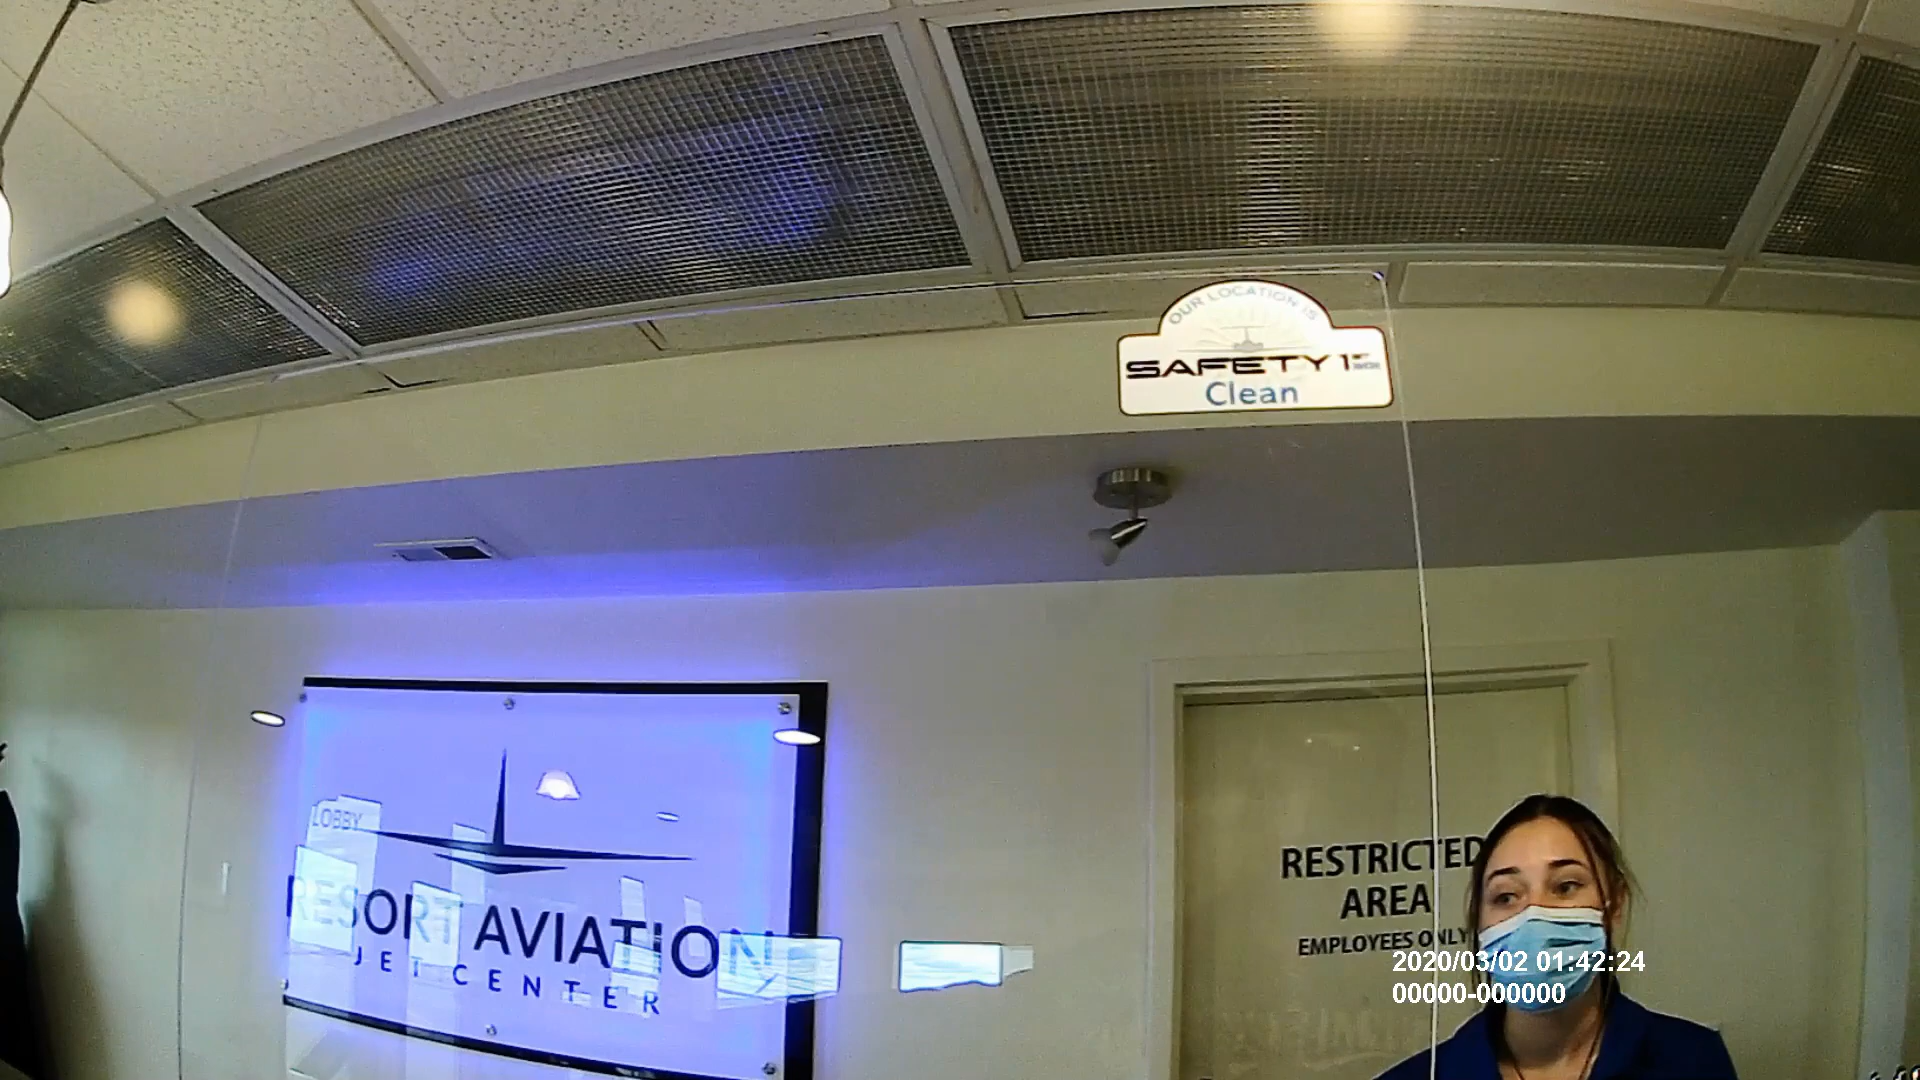 OUR LOCATION IS
SAFETY 1
Clean
LOBBY
RESORT AVIATION
JET CENTER
RESTRICTED
AREA
EMPLOYEES ONLY
2020/03/02 01:42:24
00000-000000